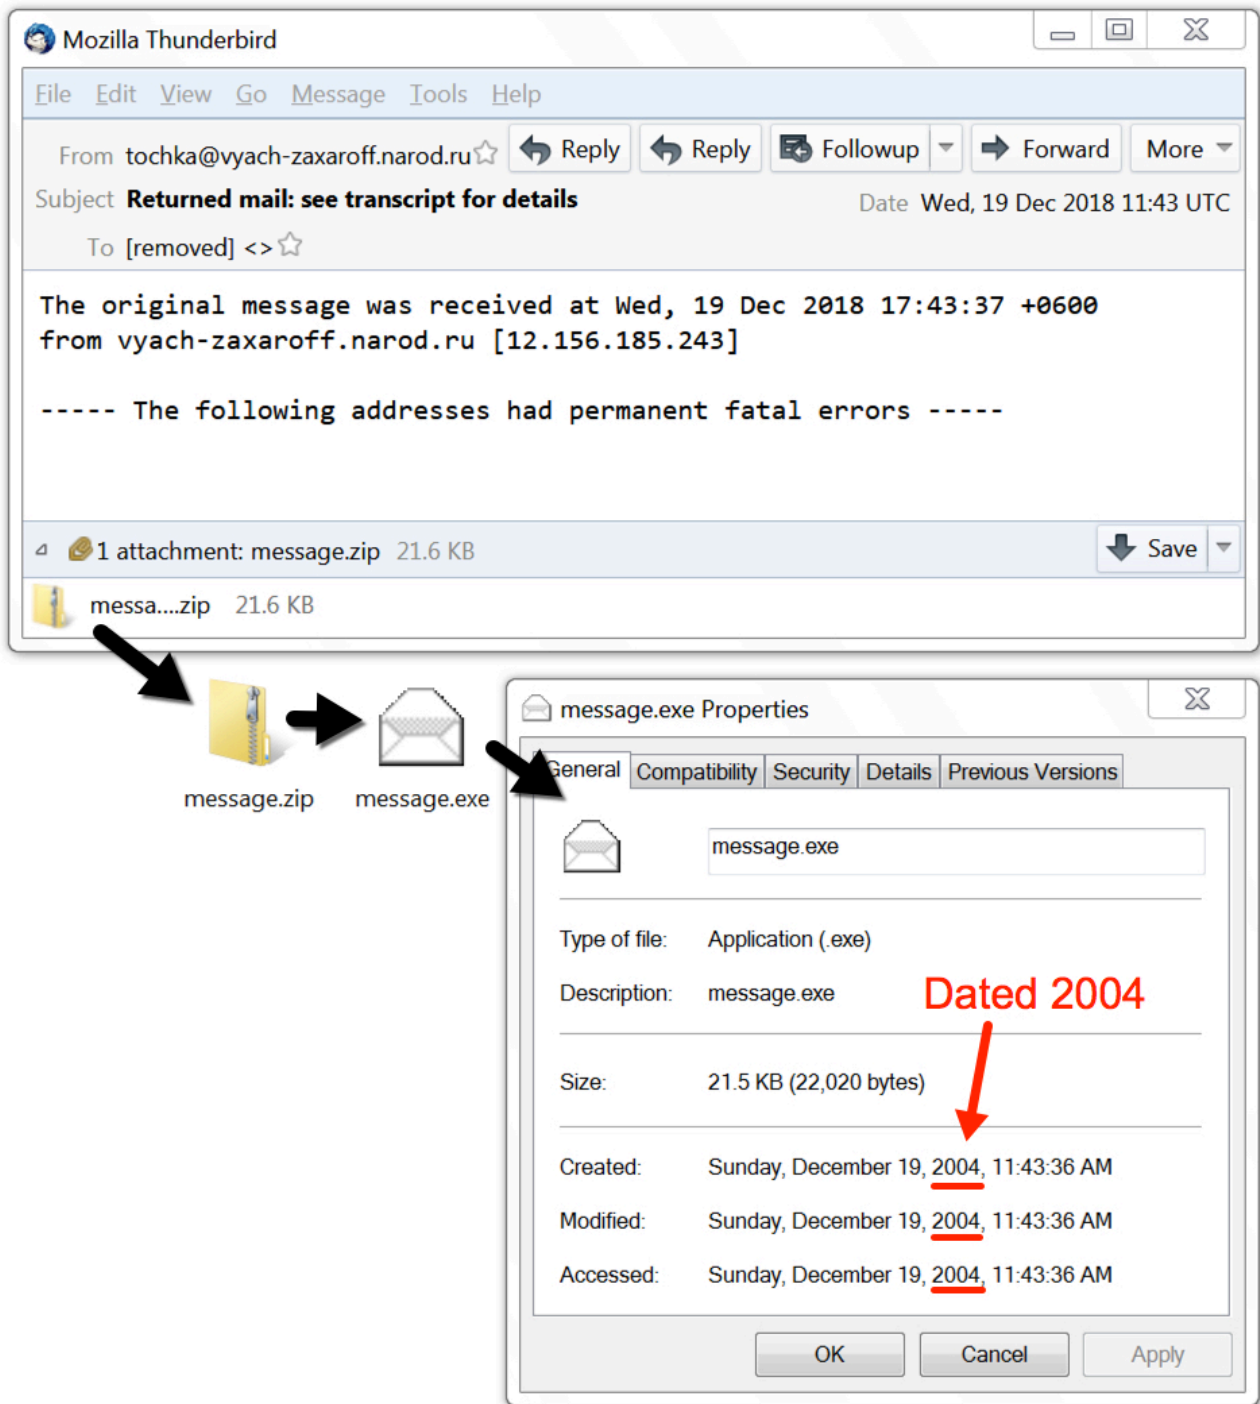 Mozilla Thunderbird
File Edit View Go Message Tools Help
From tochka@vyach-zaxaroff.narod.ru Reply Reply Followup Forward More
Subject Returned mail: see transcript for details
Date Wed, 19 Dec 2018 11:43 UTC
To [removed] <>
The original message was received at Wed, 19 Dec 2018 17:43:37 +0600
from vyach-zaxaroff.narod.ru [12.156.185.243]
----- The following addresses had permanent fatal errors -----
1 attachment: message.zip 21.6 KB Save
messa....zip 21.6 KB
message.zip
message.exe
message.exe Properties
General Compatibility Security Details Previous Versions
message.exe
Type of file: Application (.exe)
Description: message.exe
Dated 2004
Size: 21.5 KB (22,020 bytes)
Created: Sunday, December 19, 2004, 11:43:36 AM
Modified: Sunday, December 19, 2004, 11:43:36 AM
Accessed: Sunday, December 19, 2004, 11:43:36 AM
OK Cancel Apply